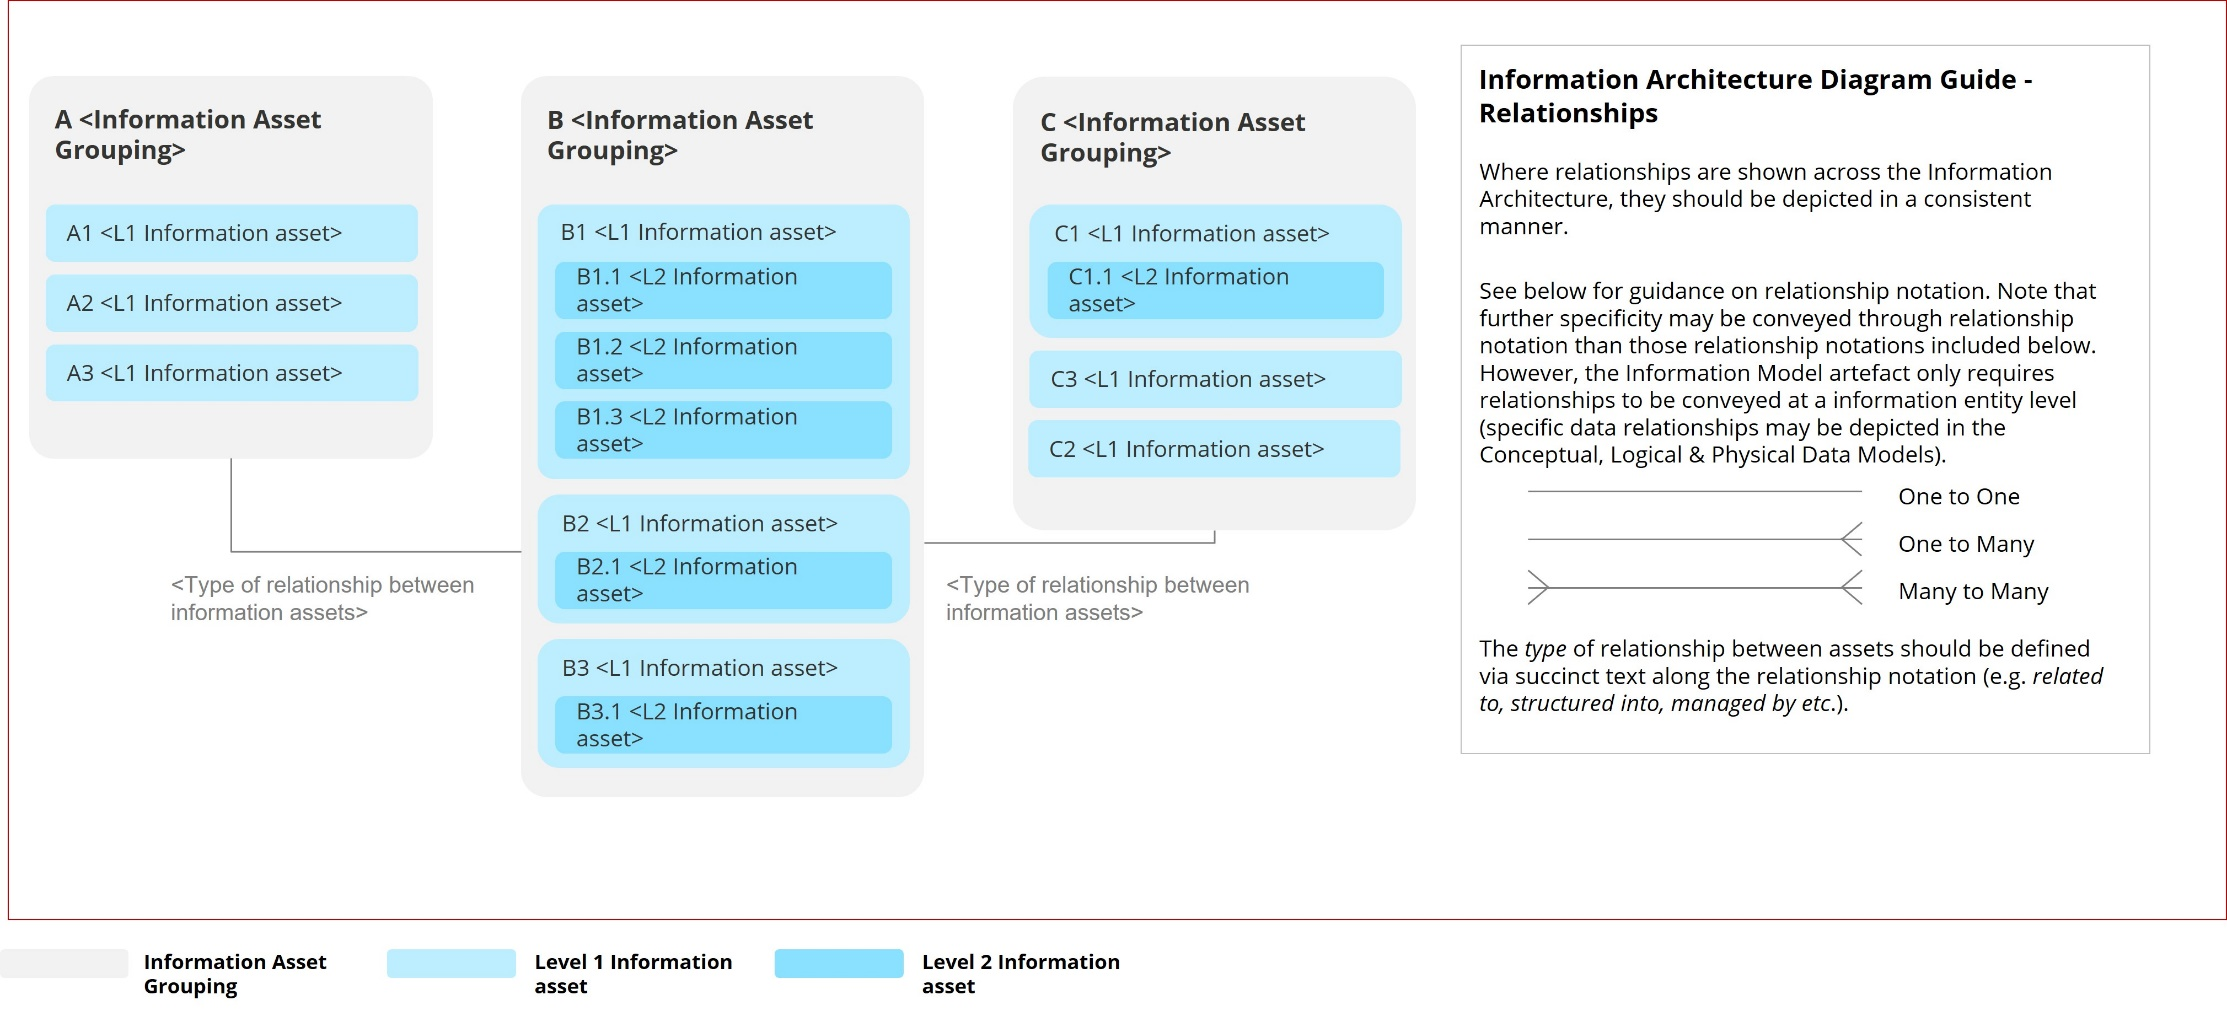 A <Information Asset
Grouping>
A1 <L1 Information asset>
A2 <L1 Information asset>
A3 <L1 Information asset>
<Type of relationship between
information assets>
B <Information Asset
Grouping>
B1 <L1 Information asset>
B1.1 <L2 Information
asset>
B1.2 <L2 Information
asset>
B1.3 <L2 Information
asset>
B2 <L1 Information asset>
B2.1 <L2 Information
asset>
B3 <L1 Information asset>
B3.1 <L2 Information
asset>
C <Information Asset
Grouping>
C1 <L1 Information asset>
C1.1 <L2 Information
asset>
C3 <L1 Information asset>
C2 <L1 Information asset>
<Type of relationship between
information assets>
Information Architecture Diagram Guide -
Relationships
Where relationships are shown across the Information
Architecture, they should be depicted in a consistent
manner.
See below for guidance on relationship notation. Note that
further specificity may be conveyed through relationship
notation than those relationship notations included below.
However, the Information Model artefact only requires
relationships to be conveyed at a information entity level
(specific data relationships may be depicted in the
Conceptual, Logical & Physical Data Models).
One to One
One to Many
Many to Many
The type of relationship between assets should be defined
via succinct text along the relationship notation (e.g. related
to, structured into, managed by etc.).
Information Asset
Grouping
Level 1 Information
asset
Level 2 Information
asset